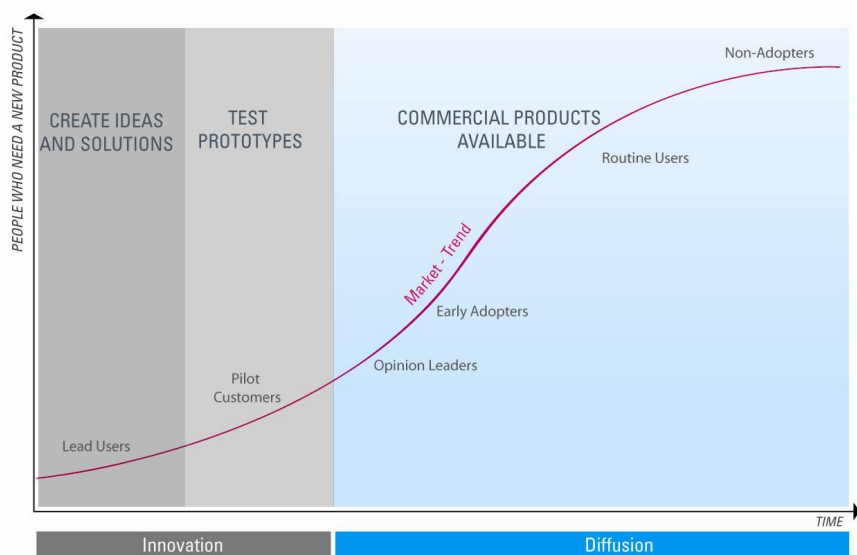 PEOPLE WHO NEED A NEW PRODUCT
CREATE IDEAS
AND SOLUTIONS
TEST
PROTOTYPES
COMMERCIAL PRODUCTS
AVAILABLE
Non-Adopters
Routine Users
Market - Trend
Early Adopters
Opinion Leaders
Pilot
Customers
Lead Users
TIME
Innovation
Diffusion